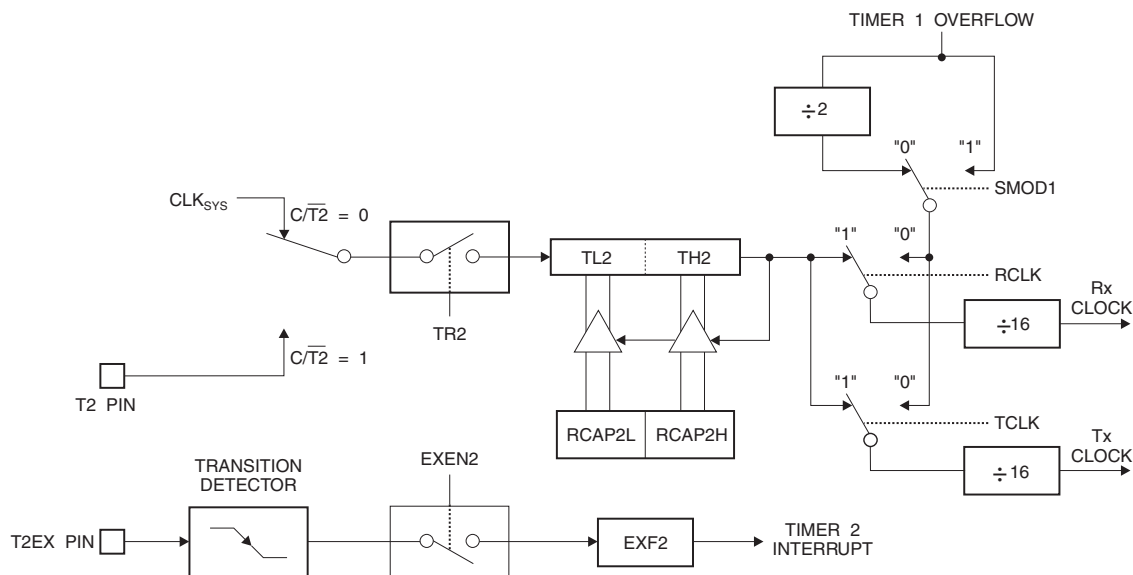 TIMER 1 OVERFLOW
÷2
"0" "1"
SMOD1
CLKSYS
C/T2 = 0
TR2
TL2 TH2
"1" "0"
RCLK
Rx
CLOCK
÷16
C/T2 = 1
T2 PIN
RCAP2L RCAP2H
"1" "0"
TCLK
Tx
CLOCK
÷16
TRANSITION
DETECTOR
EXEN2
T2EX PIN
EXF2
TIMER 2
INTERRUPT